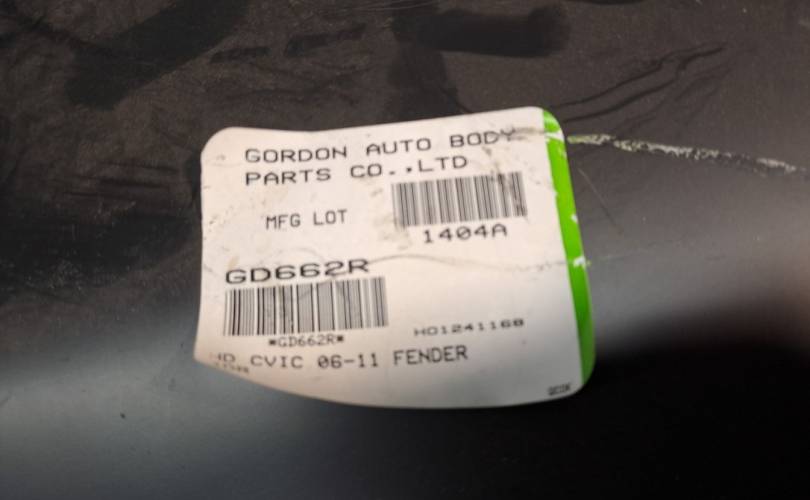 GORDON AUTO BODY
PARTS CO.,LTD
MFG LOT
1404A
GD662R
*GD662R*
HO1241168
HD CVIC 06-11 FENDER